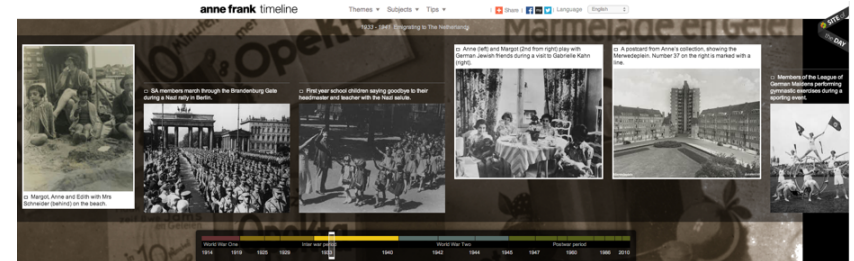 anne frank timeline
Themes
Subjects
Tips
Share
Language
English
1933 - 1941: Emigrating to The Netherlands
SITE of
the DAY
Margot, Anne and Edith with Mrs
Schneider (behind) on the beach.
SA members march through the Brandenburg Gate
during a Nazi rally in Berlin.
First year school children saying goodbye to their
headmaster and teacher with the Nazi salute.
Anne (left) and Margot (2nd from right) play with
German Jewish friends during a visit to Gabrielle Kahn
(right).
A postcard from Anne's collection, showing the
Merwedeplein. Number 37 on the right is marked with a
line.
Members of the League of
German Maidens performing
gymnastic exercises during a
sporting event.
10
Minuten
Opekta
World War One
Inter war period
World War Two
Postwar period
1914 1919 1925 1929 1933 1940 1942 1944 1945 1947 1960 1986 2010